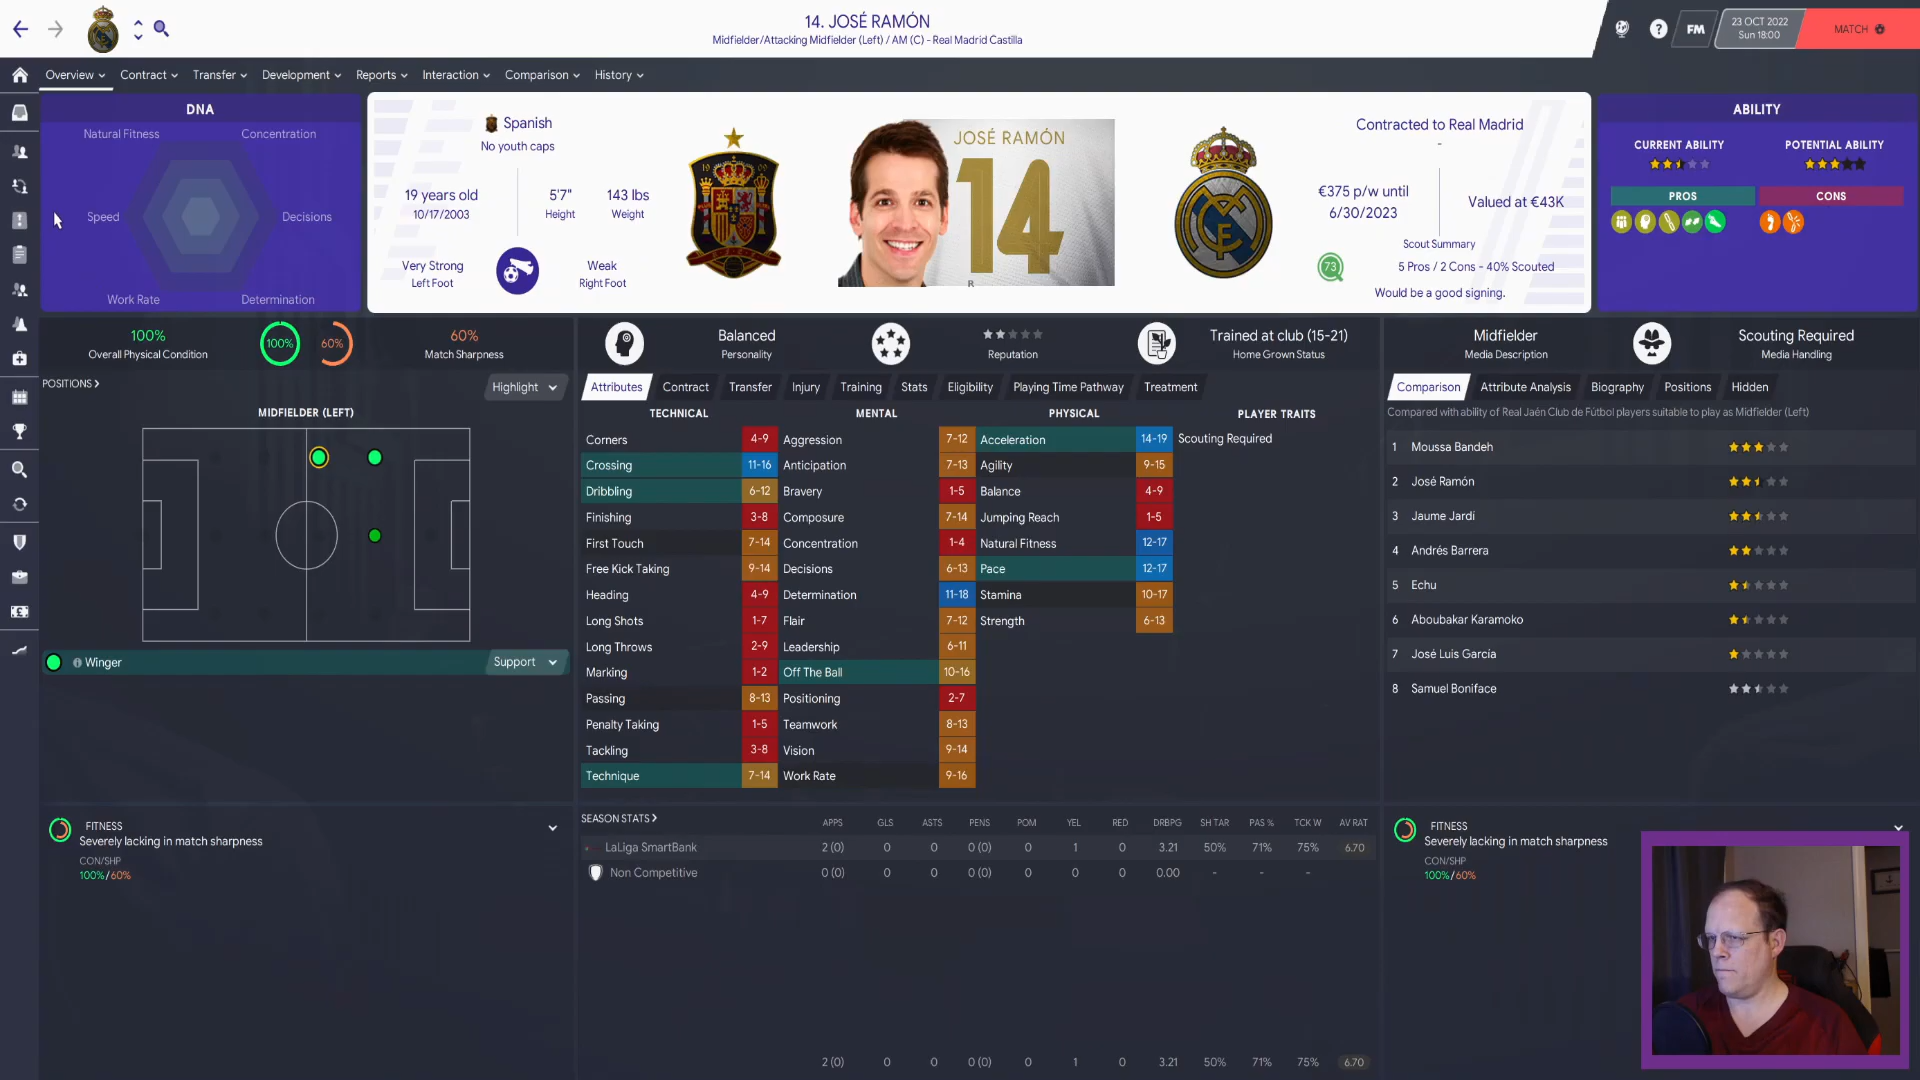 14. JOSÉ RAMÓN
Midfielder/Attacking Midfielder (Left) / AM (C) - Real Madrid Castilla
?
FM
23 OCT 2022
Sun 18:00
MATCH
Overview
Contract
Transfer
Development
Reports
Interaction
Comparison
History
DNA
Natural Fitness
Concentration
Speed
Decisions
Work Rate
Determination
Spanish
No youth caps
19 years old
10/17/2003
5'7"
Height
143 lbs
Weight
Very Strong
Left Foot
Weak
Right Foot
JOSÉ RAMÓN
14
R
Contracted to Real Madrid
-
€375 p/w until
6/30/2023
Valued at €43K
Scout Summary
73
5 Pros / 2 Cons - 40% Scouted
Would be a good signing.
ABILITY
CURRENT ABILITY
POTENTIAL ABILITY
PROS
CONS
100%
Overall Physical Condition
100%
60%
60%
Match Sharpness
Balanced
Personality
Reputation
Trained at club (15-21)
Home Grown Status
Midfielder
Media Description
Scouting Required
Media Handling
POSITIONS
Highlight
MIDFIELDER (LEFT)
Winger
Support
Attributes
Contract
Transfer
Injury
Training
Stats
Eligibility
Playing Time Pathway
Treatment
TECHNICAL
MENTAL
PHYSICAL
PLAYER TRAITS
Corners 4-9 Aggression 7-12 Acceleration 14-19 Scouting Required
Crossing 11-16 Anticipation 7-13 Agility 9-15
Dribbling 6-12 Bravery 1-5 Balance 4-9
Finishing 3-8 Composure 7-14 Jumping Reach 1-5
First Touch 7-14 Concentration 1-4 Natural Fitness 12-17
Free Kick Taking 9-14 Decisions 6-13 Pace 12-17
Heading 4-9 Determination 11-18 Stamina 10-17
Long Shots 1-7 Flair 7-12 Strength 6-13
Long Throws 2-9 Leadership 6-11
Marking 1-2 Off The Ball 10-16
Passing 8-13 Positioning 2-7
Penalty Taking 1-5 Teamwork 8-13
Tackling 3-8 Vision 9-14
Technique 7-14 Work Rate 9-16
Comparison
Attribute Analysis
Biography
Positions
Hidden
Compared with ability of Real Jaén Club de Fútbol players suitable to play as Midfielder (Left)
1 Moussa Bandeh
2 José Ramón
3 Jaume Jardí
4 Andrés Barrera
5 Echu
6 Aboubakar Karamoko
7 José Luis García
8 Samuel Boniface
FITNESS
Severely lacking in match sharpness
CON/SHP
100%/60%
SEASON STATS APPS GLS ASTS PENS POM YEL RED DRBPG SH TAR PAS % TCK W AV RAT
LaLiga SmartBank 2 (0) 0 0 0 (0) 0 1 0 3.21 50% 71% 75% 6.70
Non Competitive 0 (0) 0 0 0 (0) 0 0 0 0.00 - - -
2 (0) 0 0 0 (0) 0 1 0 3.21 50% 71% 75% 6.70
FITNESS
Severely lacking in match sharpness
CON/SHP
100%/60%